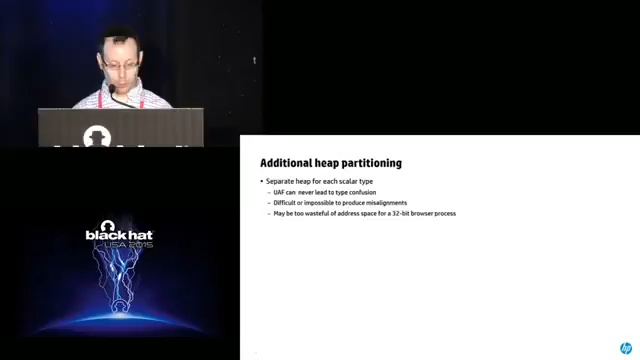 Additional heap partitioning
• Separate heap for each scalar type
– UAF can never lead to type confusion
– Difficult or impossible to produce misalignments
– May be too wasteful of address space for a 32-bit browser process
black hat
USA 2015
hp